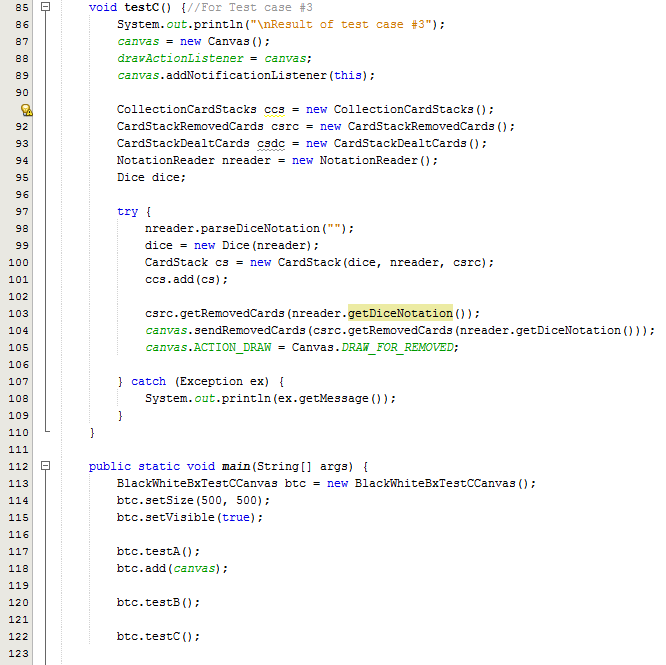 85 void testC() {//For Test case #3
86 System.out.println("\nResult of test case #3");
87 canvas = new Canvas();
88 drawActionListener = canvas;
89 canvas.addNotificationListener(this);
90
CollectionCardStacks ccs = new CollectionCardStacks();
92 CardStackRemovedCards csrc = new CardStackRemovedCards();
93 CardStackDealtCards csdc = new CardStackDealtCards();
94 NotationReader nreader = new NotationReader();
95 Dice dice;
96
97 try {
98 nreader.parseDiceNotation("");
99 dice = new Dice(nreader);
100 CardStack cs = new CardStack(dice, nreader, csrc);
101 ccs.add(cs);
102
103 csrc.getRemovedCards(nreader.getDiceNotation());
104 canvas.sendRemovedCards(csrc.getRemovedCards(nreader.getDiceNotation()));
105 canvas.ACTION_DRAW = Canvas.DRAW_FOR_REMOVED;
106
107 } catch (Exception ex) {
108 System.out.println(ex.getMessage());
109 }
110 }
111
112 public static void main(String[] args) {
113 BlackWhiteBxTestCCanvas btc = new BlackWhiteBxTestCCanvas();
114 btc.setSize(500, 500);
115 btc.setVisible(true);
116
117 btc.testA();
118 btc.add(canvas);
119
120 btc.testB();
121
122 btc.testC();
123